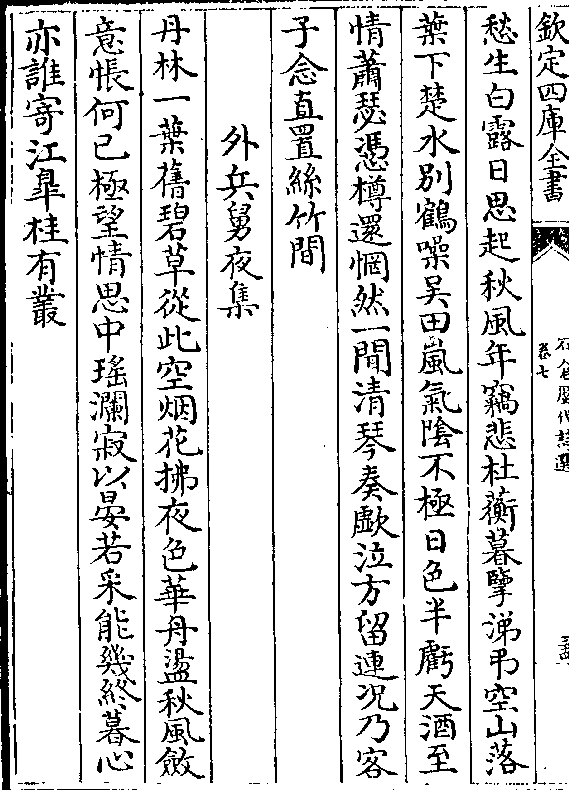 欽定四庫全書
石倉歷代詩選
卷七
愁生白露日思起秋風年竊悲杜蘅暮擥涕弔空山落
葉下楚水別鶴噪吳田嵐氣陰不極日色半虧天酒至
情蕭瑟憑樽還惘然一聞清琴奏歔泣方留連况乃客
子念直置絲竹間
外兵舅夜集
丹林一葉舊碧草從此空烟花拂夜色華舟盪秋風斂
意悵何已極望情思中瑤瀾寂以晏若采能幾終暮心
亦誰寄江皐桂有叢